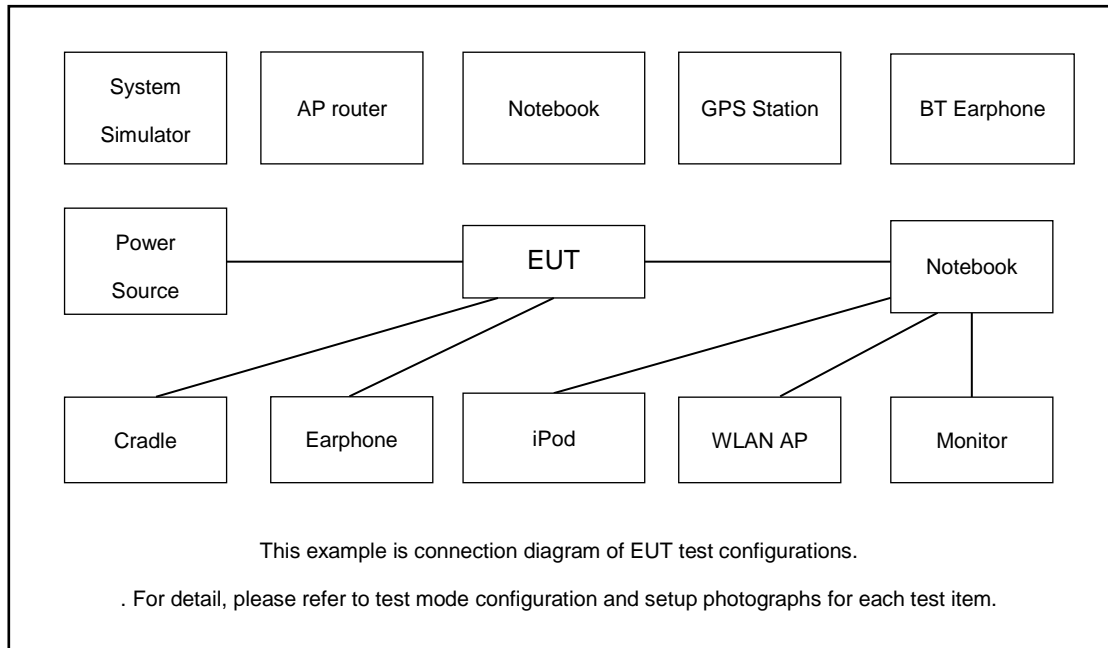 System
Simulator
AP router
Notebook
GPS Station
BT Earphone
Power
Source
EUT
Notebook
Cradle
Earphone
iPod
WLAN AP
Monitor
This example is connection diagram of EUT test configurations.
. For detail, please refer to test mode configuration and setup photographs for each test item.